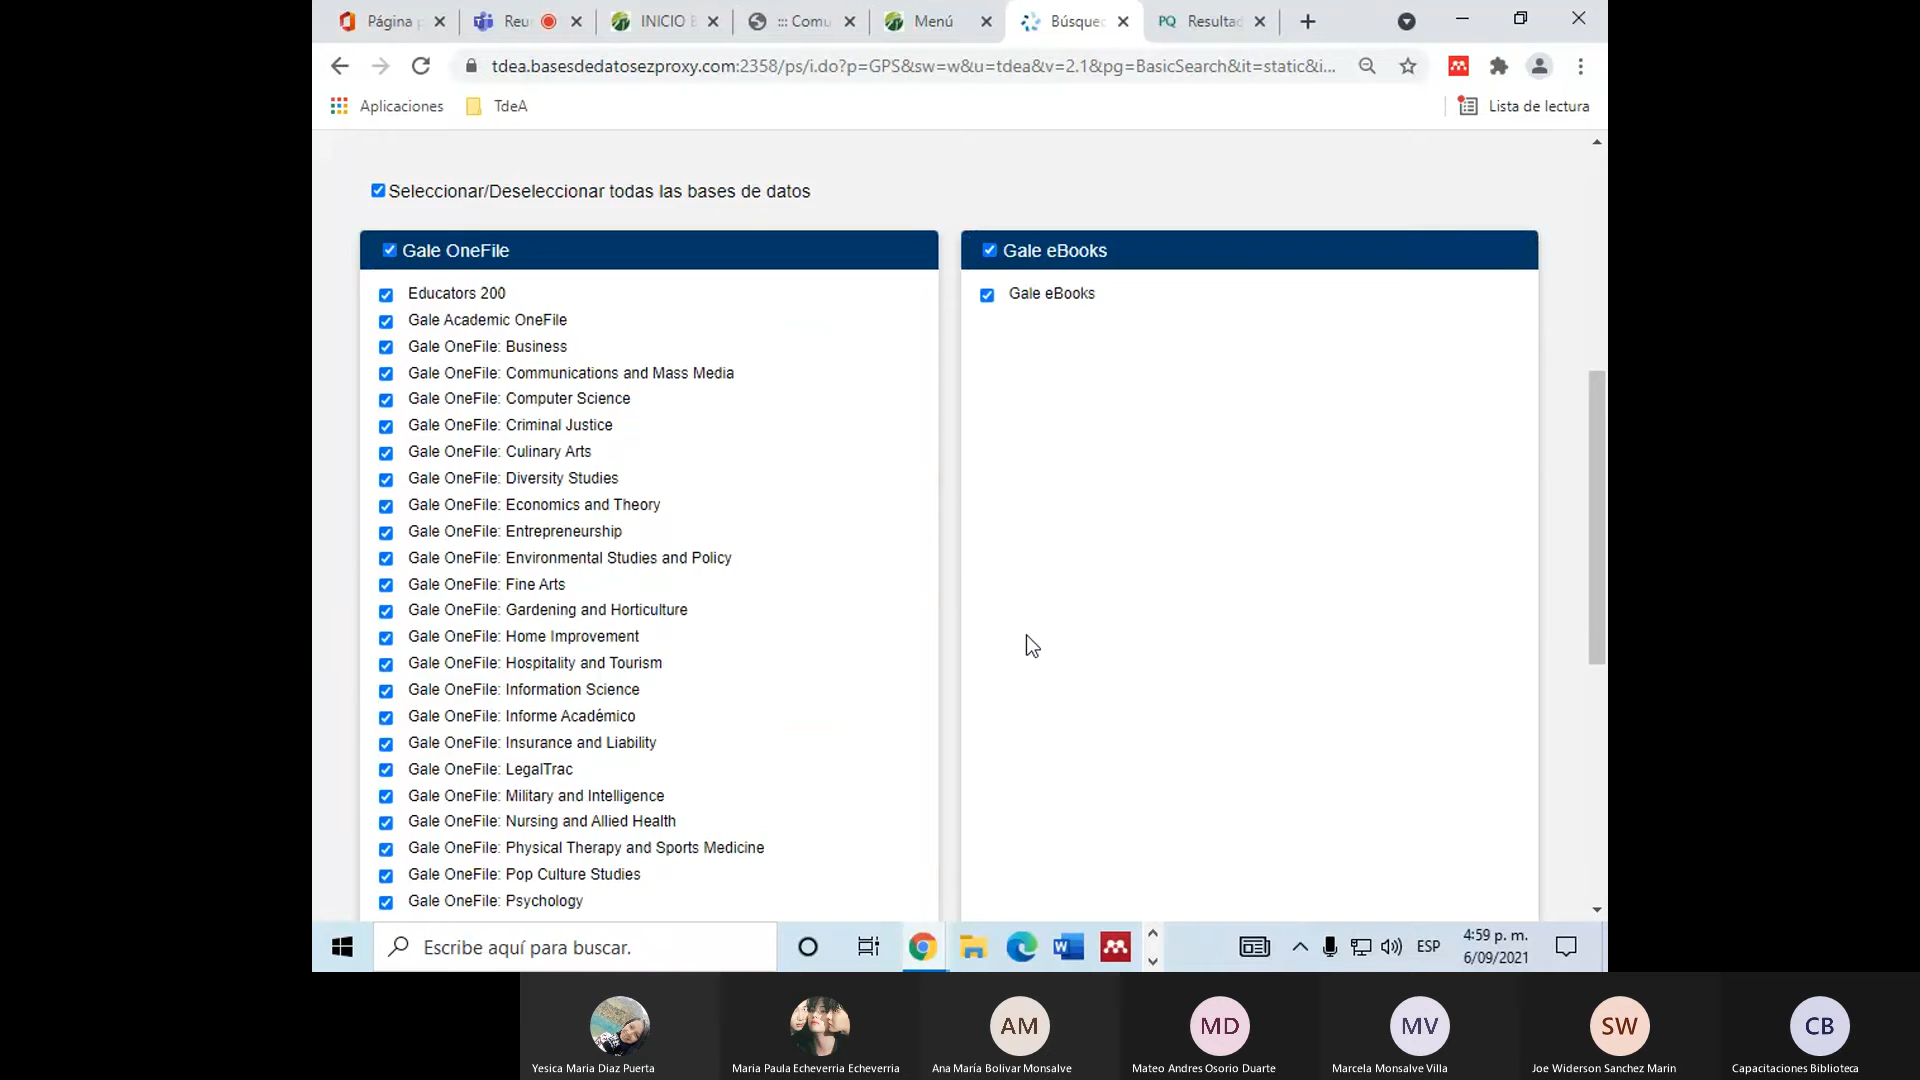 Página p
Reu
INICIO B
::: Comu
Menú
Búsquec
PQ Resultad
tdea.basesdedatosezproxy.com:2358/ps/i.do?p=GPS&sw=w&u=tdea&v=2.1&pg=BasicSearch&it=static&i...
Aplicaciones
TdeA
Lista de lectura
Seleccionar/Deseleccionar todas las bases de datos
Gale OneFile
Educators 200
Gale Academic OneFile
Gale OneFile: Business
Gale OneFile: Communications and Mass Media
Gale OneFile: Computer Science
Gale OneFile: Criminal Justice
Gale OneFile: Culinary Arts
Gale OneFile: Diversity Studies
Gale OneFile: Economics and Theory
Gale OneFile: Entrepreneurship
Gale OneFile: Environmental Studies and Policy
Gale OneFile: Fine Arts
Gale OneFile: Gardening and Horticulture
Gale OneFile: Home Improvement
Gale OneFile: Hospitality and Tourism
Gale OneFile: Information Science
Gale OneFile: Informe Académico
Gale OneFile: Insurance and Liability
Gale OneFile: LegalTrac
Gale OneFile: Military and Intelligence
Gale OneFile: Nursing and Allied Health
Gale OneFile: Physical Therapy and Sports Medicine
Gale OneFile: Pop Culture Studies
Gale OneFile: Psychology
Gale eBooks
Gale eBooks
Escribe aquí para buscar.
ESP
4:59 p. m.
6/09/2021
AM
MD
MV
SW
CB
Yesica Maria Diaz Puerta
Maria Paula Echeverria Echeverria
Ana María Bolivar Monsalve
Mateo Andres Osorio Duarte
Marcela Monsalve Villa
Joe Widerson Sanchez Marin
Capacitaciones Biblioteca